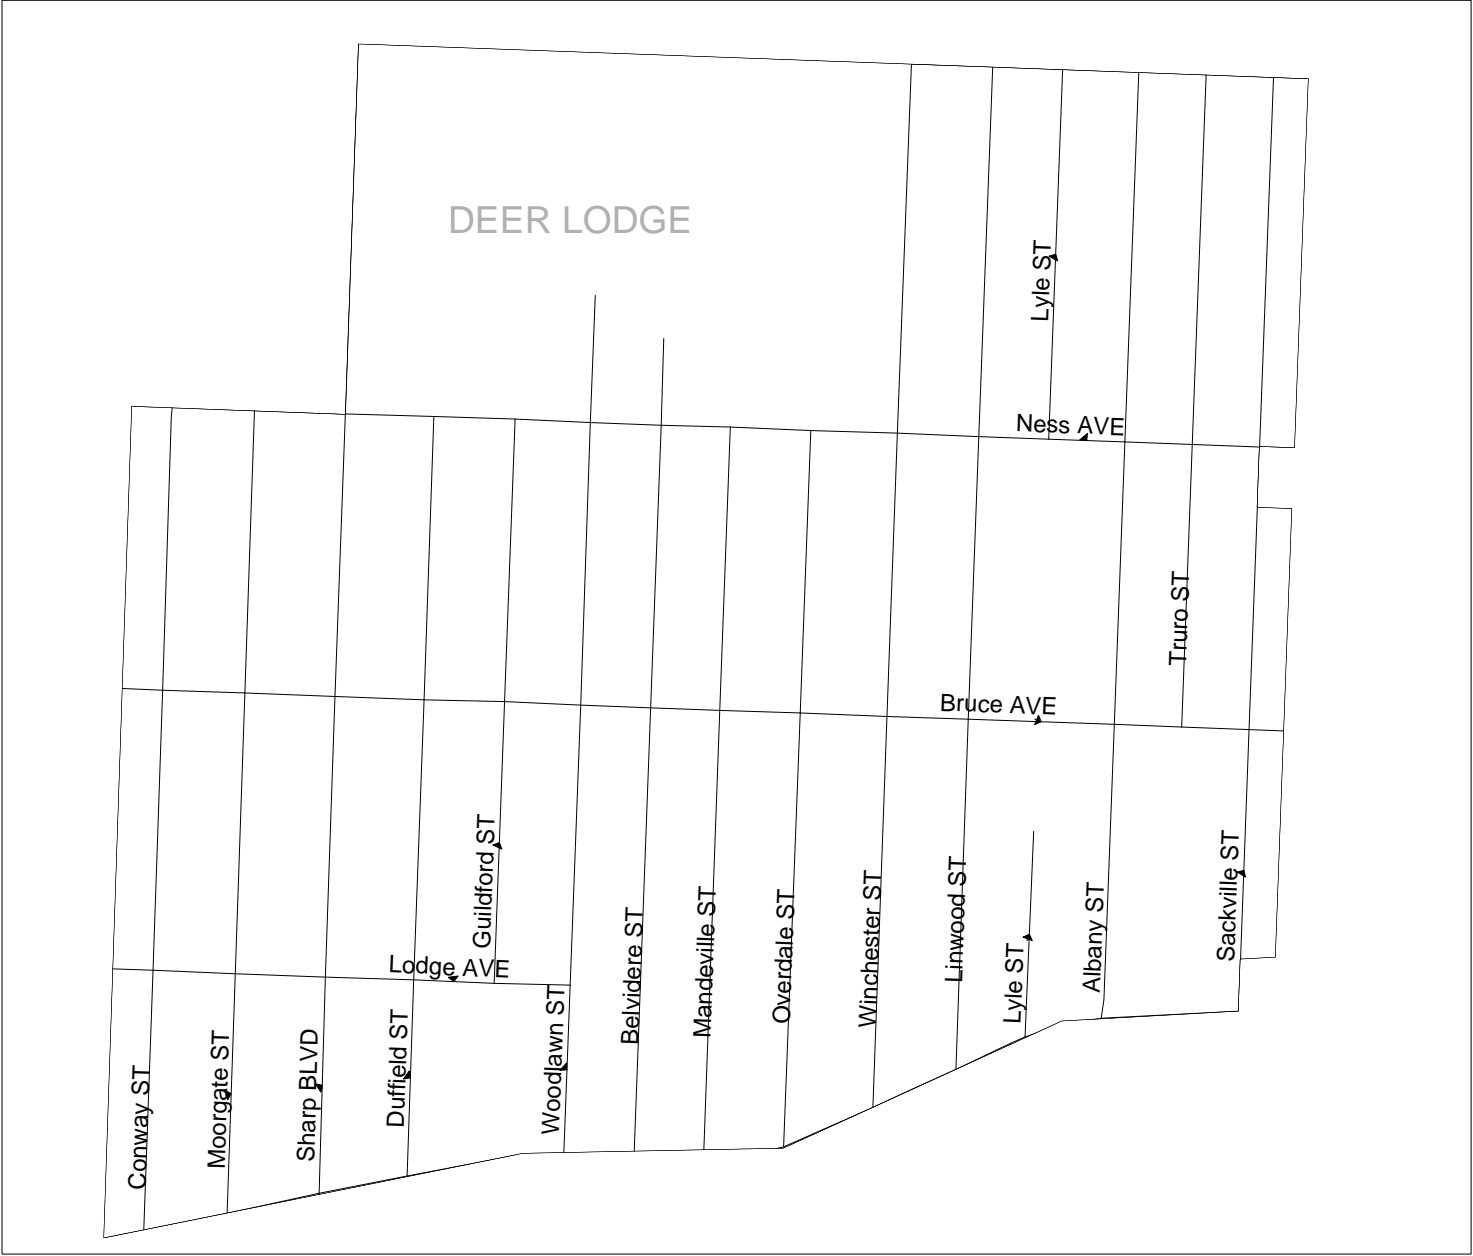 DEER LODGE
Lyle ST
Ness AVE
Truro ST
Bruce AVE
Guildford ST
Sackville ST
Lodge AVE
Belvidere ST
Mandeville ST
Overdale ST
Winchester ST
Linwood ST
Lyle ST
Albany ST
Woodlawn ST
Conway ST
Moorgate ST
Sharp BLVD
Duffield ST